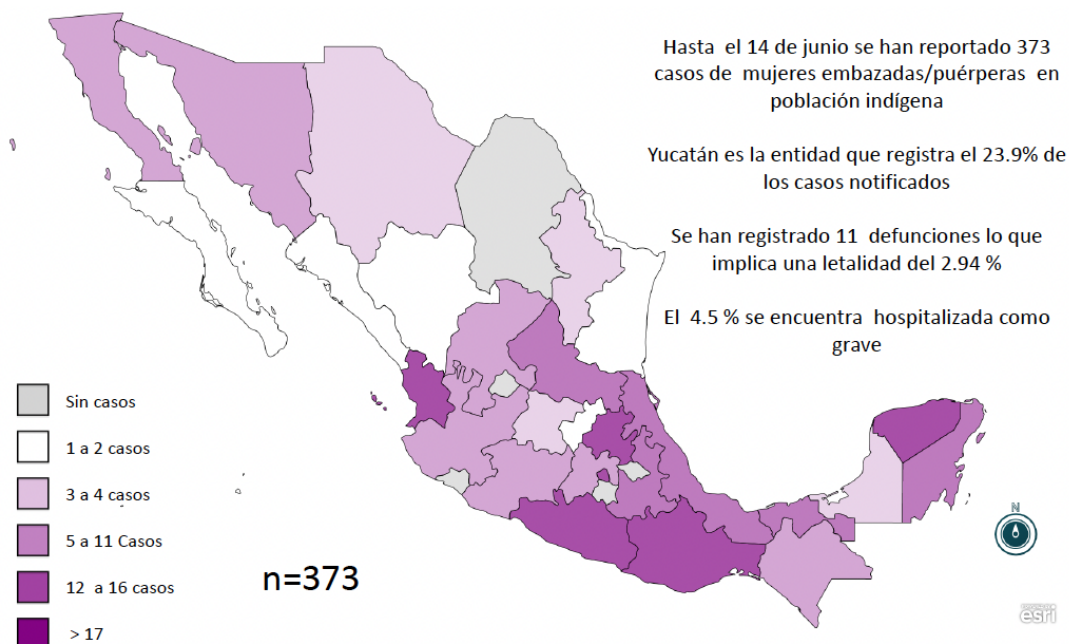 Hasta el 14 de junio se han reportado 373
casos de mujeres embazadas/puérperas en
población indígena
Yucatán es la entidad que registra el 23.9% de
los casos notificados
Se han registrado 11 defunciones lo que
implica una letalidad del 2.94 %
El 4.5 % se encuentra hospitalizada como
grave
Sin casos
1 a 2 casos
3 a 4 casos
5 a 11 Casos
12 a 16 casos
> 17
n=373
N
esri